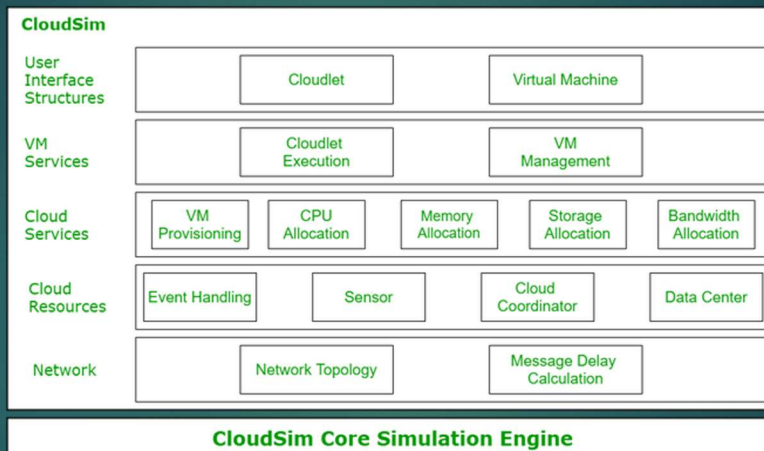 CloudSim
User
Interface
Structures
Cloudlet
Virtual Machine
VM
Services
Cloudlet
Execution
VM
Management
Cloud
Services
VM
Provisioning
CPU
Allocation
Memory
Allocation
Storage
Allocation
Bandwidth
Allocation
Cloud
Resources
Event Handling
Sensor
Cloud
Coordinator
Data Center
Network
Network Topology
Message Delay
Calculation
CloudSim Core Simulation Engine